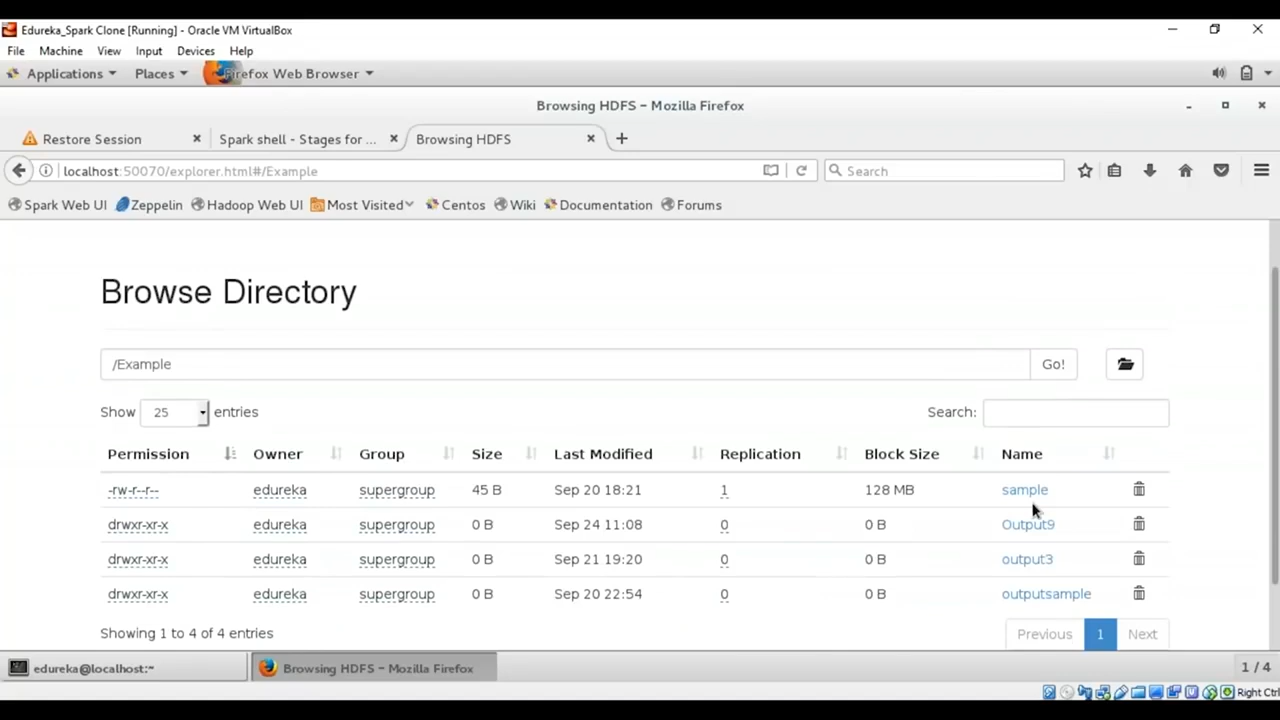 Edureka_Spark Clone [Running] - Oracle VM VirtualBox
File Machine View Input Devices Help
Applications Places Firefox Web Browser
Browsing HDFS - Mozilla Firefox
Restore Session Spark shell - Stages for ... Browsing HDFS
localhost:50070/explorer.html#/Example Search
Spark Web UI Zeppelin Hadoop Web UI Most Visited Centos Wiki Documentation Forums
Browse Directory
/Example Go!
Show 25 entries Search:
Permission Owner Group Size Last Modified Replication Block Size Name
-rw-r--r-- edureka supergroup 45 B Sep 20 18:21 1 128 MB sample
drwxr-xr-x edureka supergroup 0 B Sep 24 11:08 0 0 B Output9
drwxr-xr-x edureka supergroup 0 B Sep 21 19:20 0 0 B output3
drwxr-xr-x edureka supergroup 0 B Sep 20 22:54 0 0 B outputsample
Showing 1 to 4 of 4 entries Previous 1 Next
edureka@localhost:~ Browsing HDFS - Mozilla Firefox 1 / 4
Right Ctrl